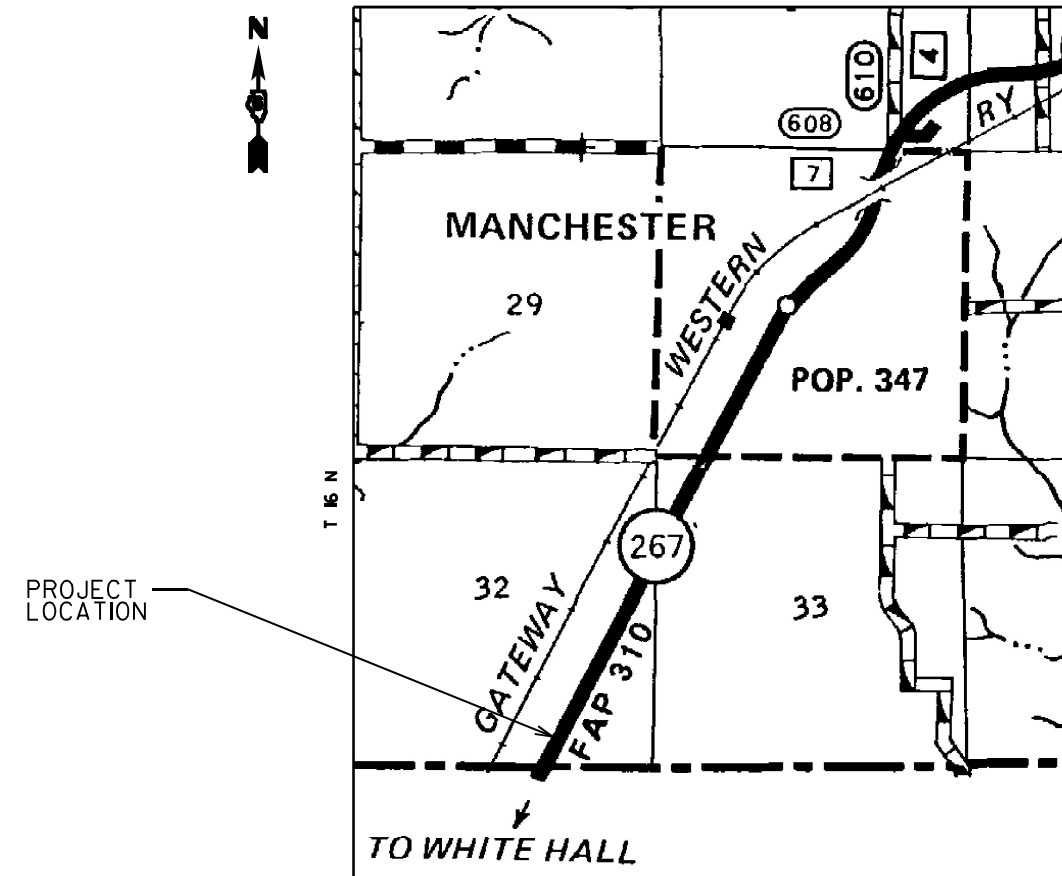 N
610
4
RY
608
7
MANCHESTER
WESTERN
29
POP. 347
T 16 N
267
PROJECT
LOCATION
32
33
GATEWAY
FAP 310
TO WHITE HALL